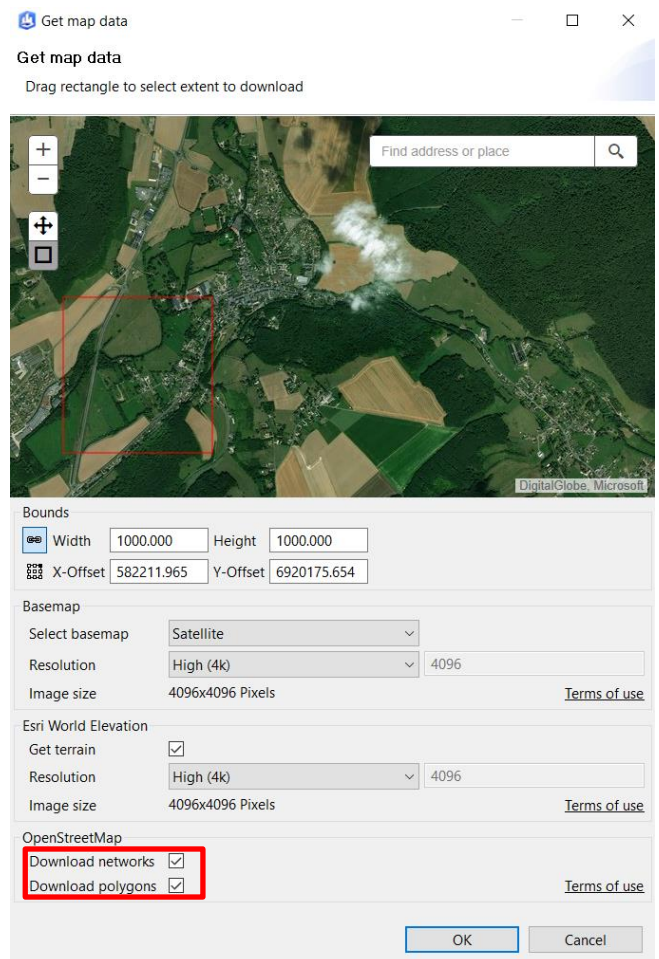 Get map data
Get map data
Drag rectangle to select extent to download
Find address or place
DigitalGlobe, Microsoft
Bounds
Width 1000.000 Height 1000.000
X-Offset 582211.965 Y-Offset 6920175.654
Basemap
Select basemap Satellite
Resolution High (4k) 4096
Image size 4096x4096 Pixels Terms of use
Esri World Elevation
Get terrain
Resolution High (4k) 4096
Image size 4096x4096 Pixels Terms of use
OpenStreetMap
Download networks
Download polygons Terms of use
OK Cancel